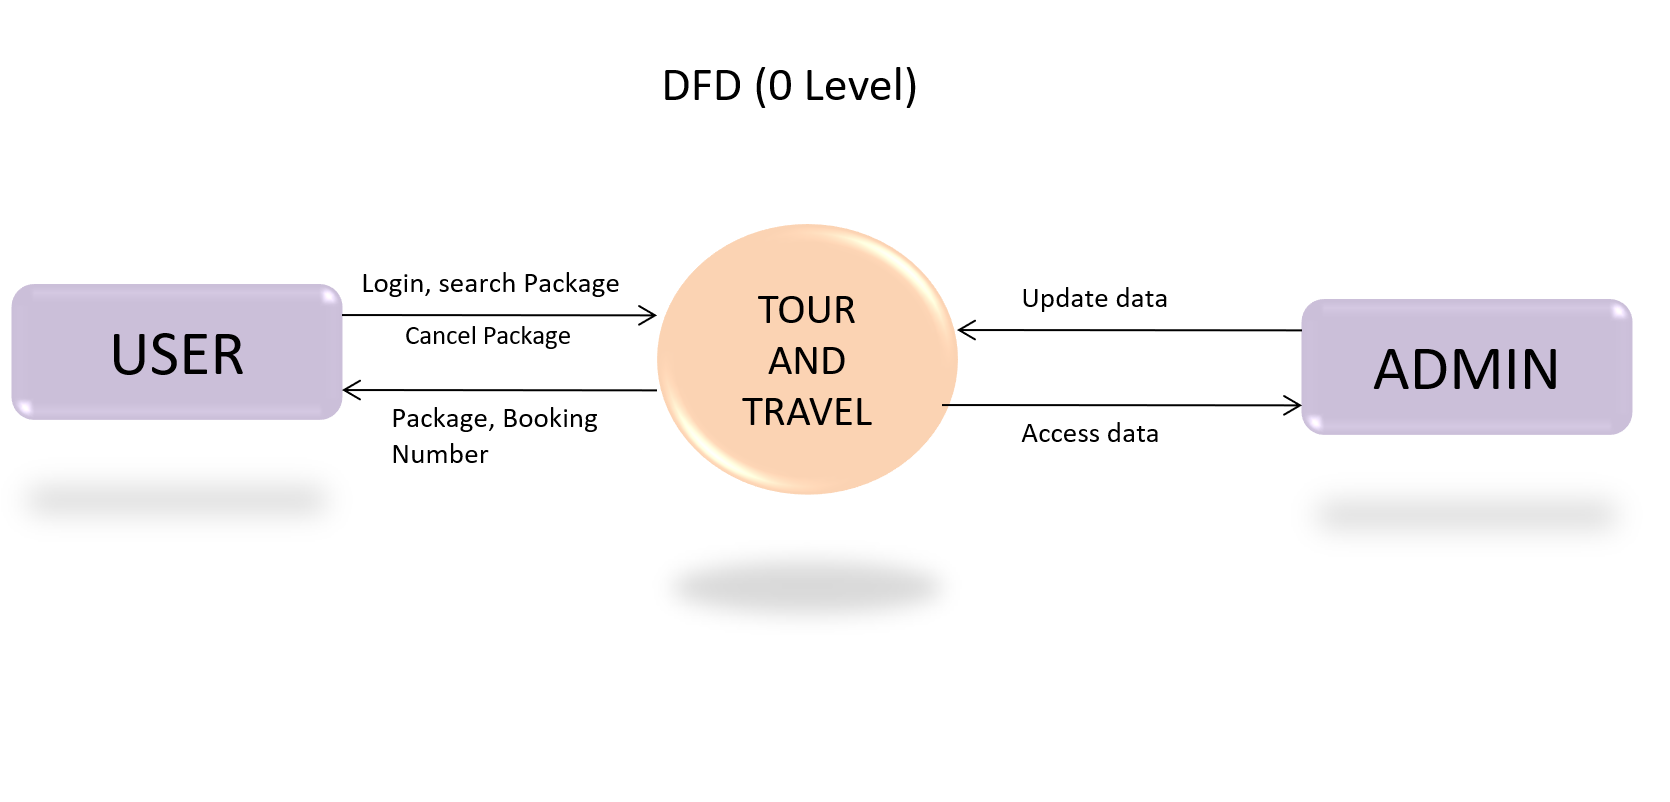 DFD (0 Level)
Login, search Package
Cancel Package
USER
Package, Booking
Number
TOUR
AND
TRAVEL
Update data
Access data
ADMIN